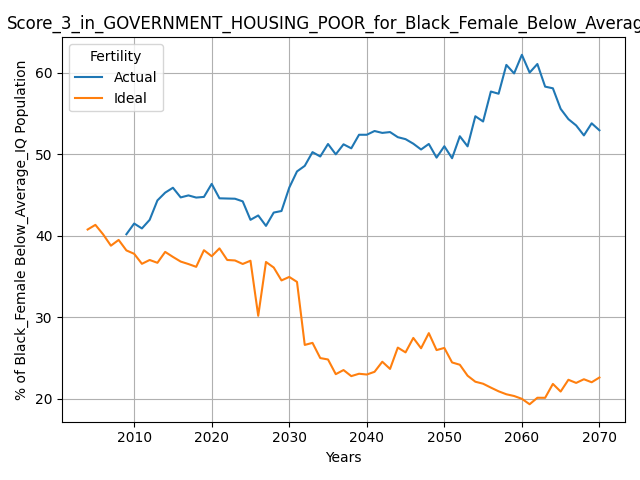 Score_3_in_GOVERNMENT_HOUSING_POOR_for_Black_Female_Below_Averag
Fertility
Actual
Ideal
% of Black_Female Below_Average_IQ Population
60
50
40
30
20
2010 2020 2030 2040 2050 2060 2070
Years